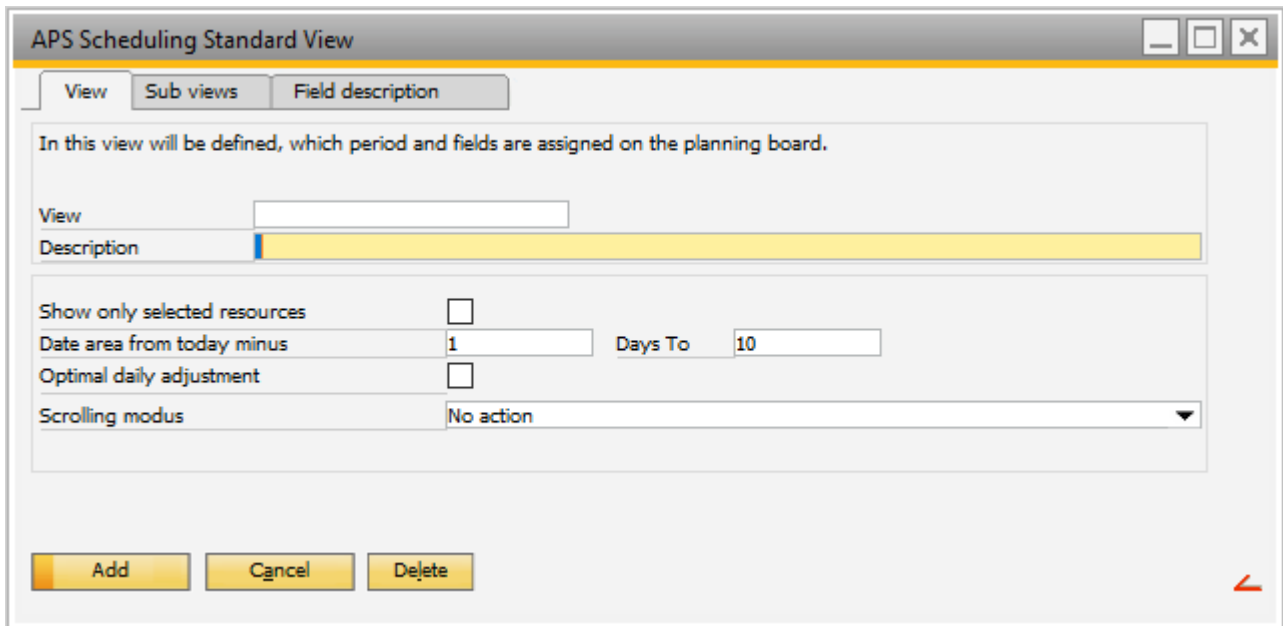 APS Scheduling Standard View
View Sub views Field description
In this view will be defined, which period and fields are assigned on the planning board.
View
Description
Show only selected resources
Date area from today minus 1 Days To 10
Optimal daily adjustment
Scrolling modus No action
Add Cancel Delete